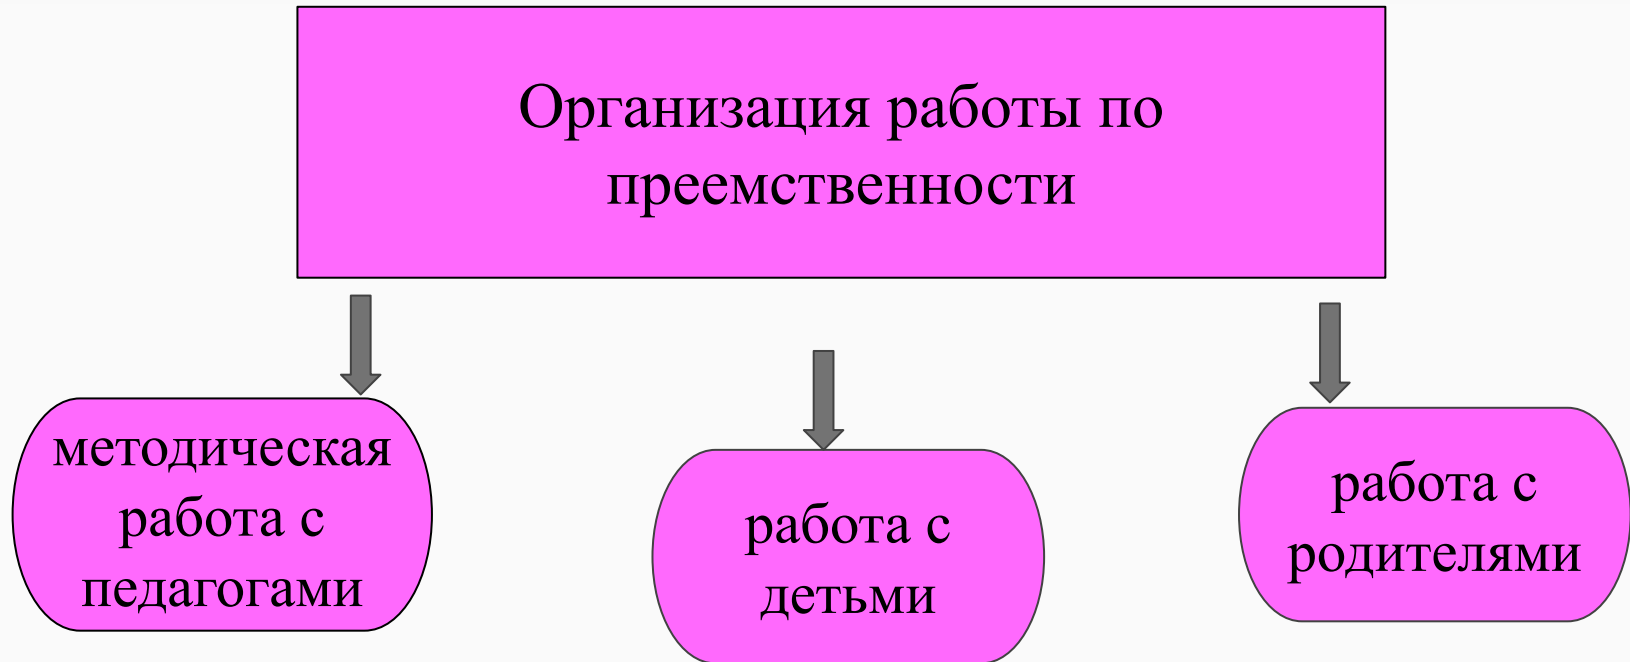 Организация работы по
преемственности
методическая
работа с
педагогами
работа с
детьми
работа с
родителями